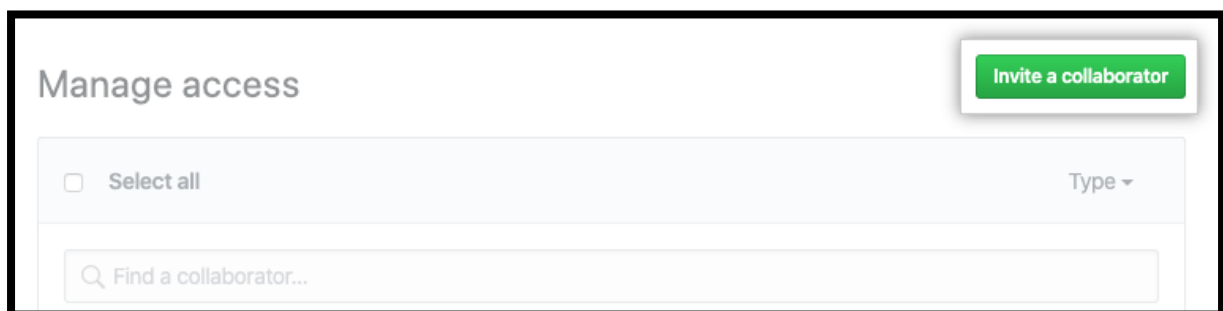 Manage access
Invite a collaborator
Select all
Type
Find a collaborator...